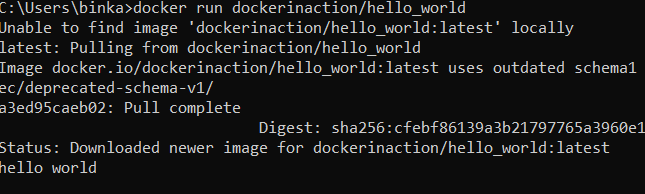 C:\Users\binka>docker run dockerinaction/hello_world
Unable to find image 'dockerinaction/hello_world:latest' locally
latest: Pulling from dockerinaction/hello_world
Image docker.io/dockerinaction/hello_world:latest uses outdated schema1
ec/deprecated-schema-v1/
a3ed95caeb02: Pull complete
Digest: sha256:cfebf86139a3b21797765a3960e1
Status: Downloaded newer image for dockerinaction/hello_world:latest
hello world